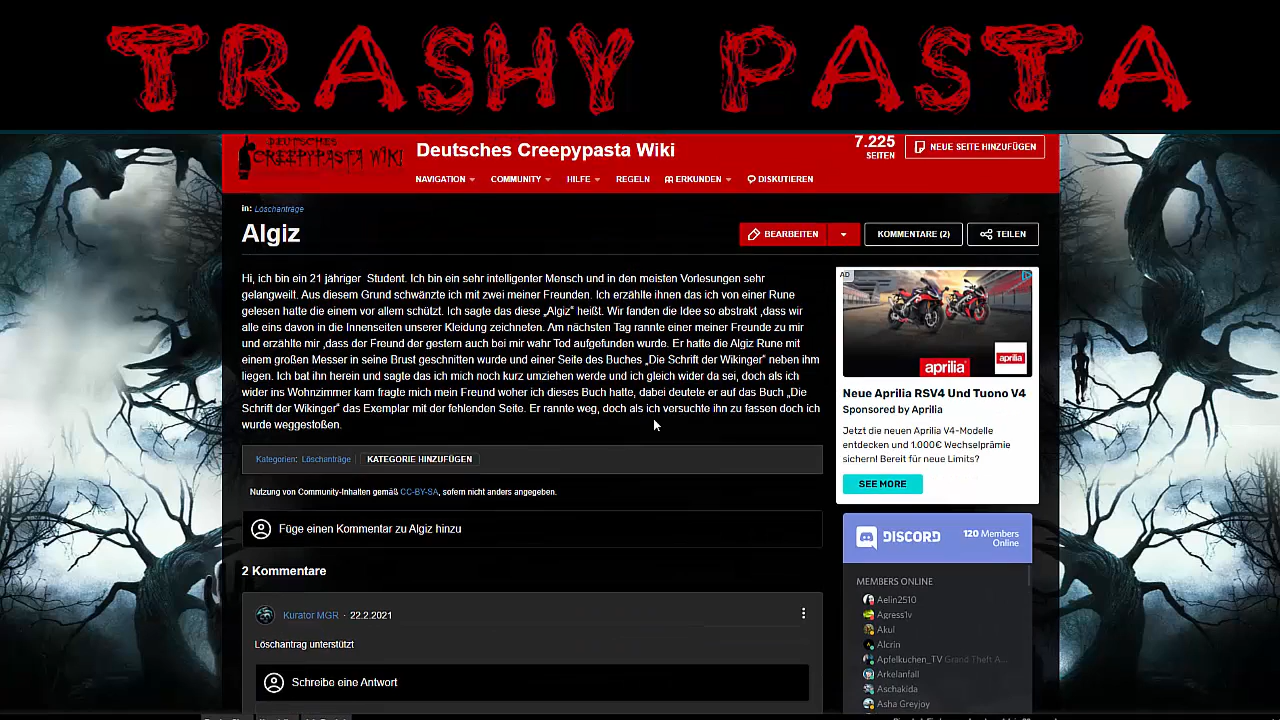 TRASHY PASTA
DEUTSCHES
CREEPYPASTA WIKI
Deutsches Creepypasta Wiki
7.225
SEITEN
NEUE SEITE HINZUFÜGEN
NAVIGATION
COMMUNITY
HILFE
REGELN
ERKUNDEN
DISKUTIEREN
in: Löschanträge
Algiz
BEARBEITEN
KOMMENTARE (2)
TEILEN
Hi, ich bin ein 21 jahriger Student. Ich bin ein sehr intelligenter Mensch und in den meisten Vorlesungen sehr
gelangweilt. Aus diesem Grund schwänzte ich mit zwei meiner Freunden. Ich erzählte ihnen das ich von einer Rune
gelesen hatte die einem vor allem schützt. Ich sagte das diese „Algiz" heißt. Wir fanden die Idee so abstrakt ,dass wir
alle eins davon in die Innenseiten unserer Kleidung zeichneten. Am nächsten Tag rannte einer meiner Freunde zu mir
und erzählte mir ,dass der Freund der gestern auch bei mir wahr Tod aufgefunden wurde. Er hatte die Algiz Rune mit
einem großen Messer in seine Brust geschnitten wurde und einer Seite des Buches „Die Schrift der Wikinger" neben ihm
liegen. Ich bat ihn herein und sagte das ich mich noch kurz umziehen werde und ich gleich wider da sei, doch als ich
wider ins Wohnzimmer kam fragte mich mein Freund woher ich dieses Buch hatte, dabei deutete er auf das Buch „Die
Schrift der Wikinger" das Exemplar mit der fehlenden Seite. Er rannte weg, doch als ich versuchte ihn zu fassen doch ich
wurde weggestoßen.
Kategorien: Löschanträge
KATEGORIE HINZUFÜGEN
Nutzung von Community-Inhalten gemäß CC-BY-SA, sofern nicht anders angegeben.
Füge einen Kommentar zu Algiz hinzu
2 Kommentare
Kurator MGR · 22.2.2021
Löschantrag unterstützt
Schreibe eine Antwort
AD
aprilia
aprilia
Neue Aprilia RSV4 Und Tuono V4
Sponsored by Aprilia
Jetzt die neuen Aprilia V4-Modelle
entdecken und 1.000€ Wechselprämie
sichern! Bereit für neue Limits?
SEE MORE
DISCORD
120 Members
Online
MEMBERS ONLINE
Aelin2510
Agress1v
Akul
Alcrin
Apfelkuchen_TV Grand Theft A...
Arkelanfall
Aschakida
Asha Greyjoy